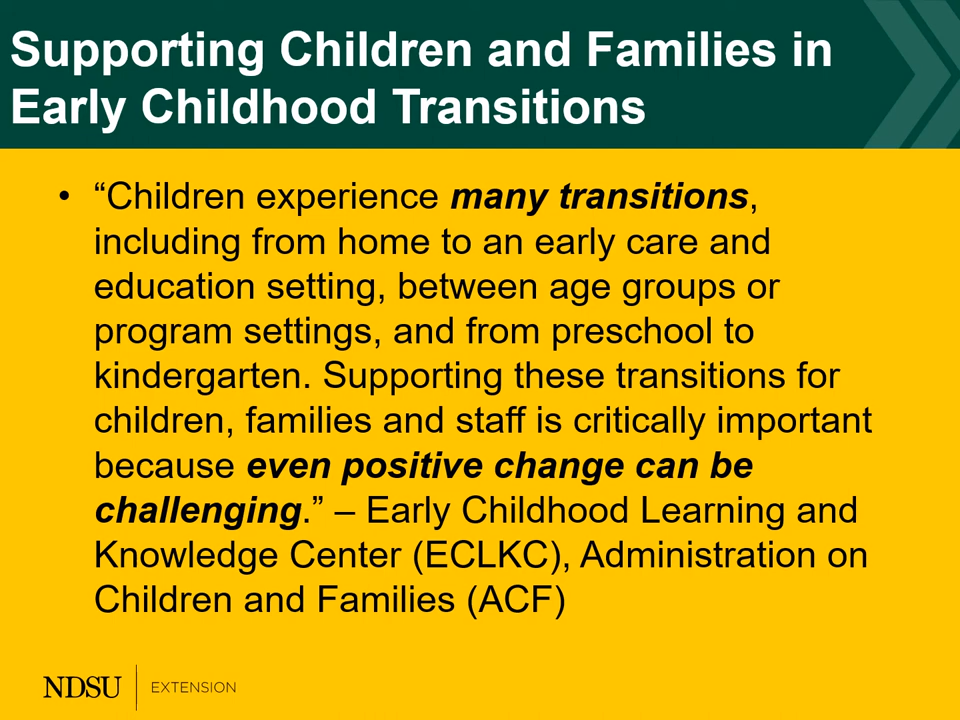 Supporting Children and Families in
Early Childhood Transitions
• “Children experience many transitions,
including from home to an early care and
education setting, between age groups or
program settings, and from preschool to
kindergarten. Supporting these transitions for
children, families and staff is critically important
because even positive change can be
challenging.” – Early Childhood Learning and
Knowledge Center (ECLKC), Administration on
Children and Families (ACF)
NDSU EXTENSION